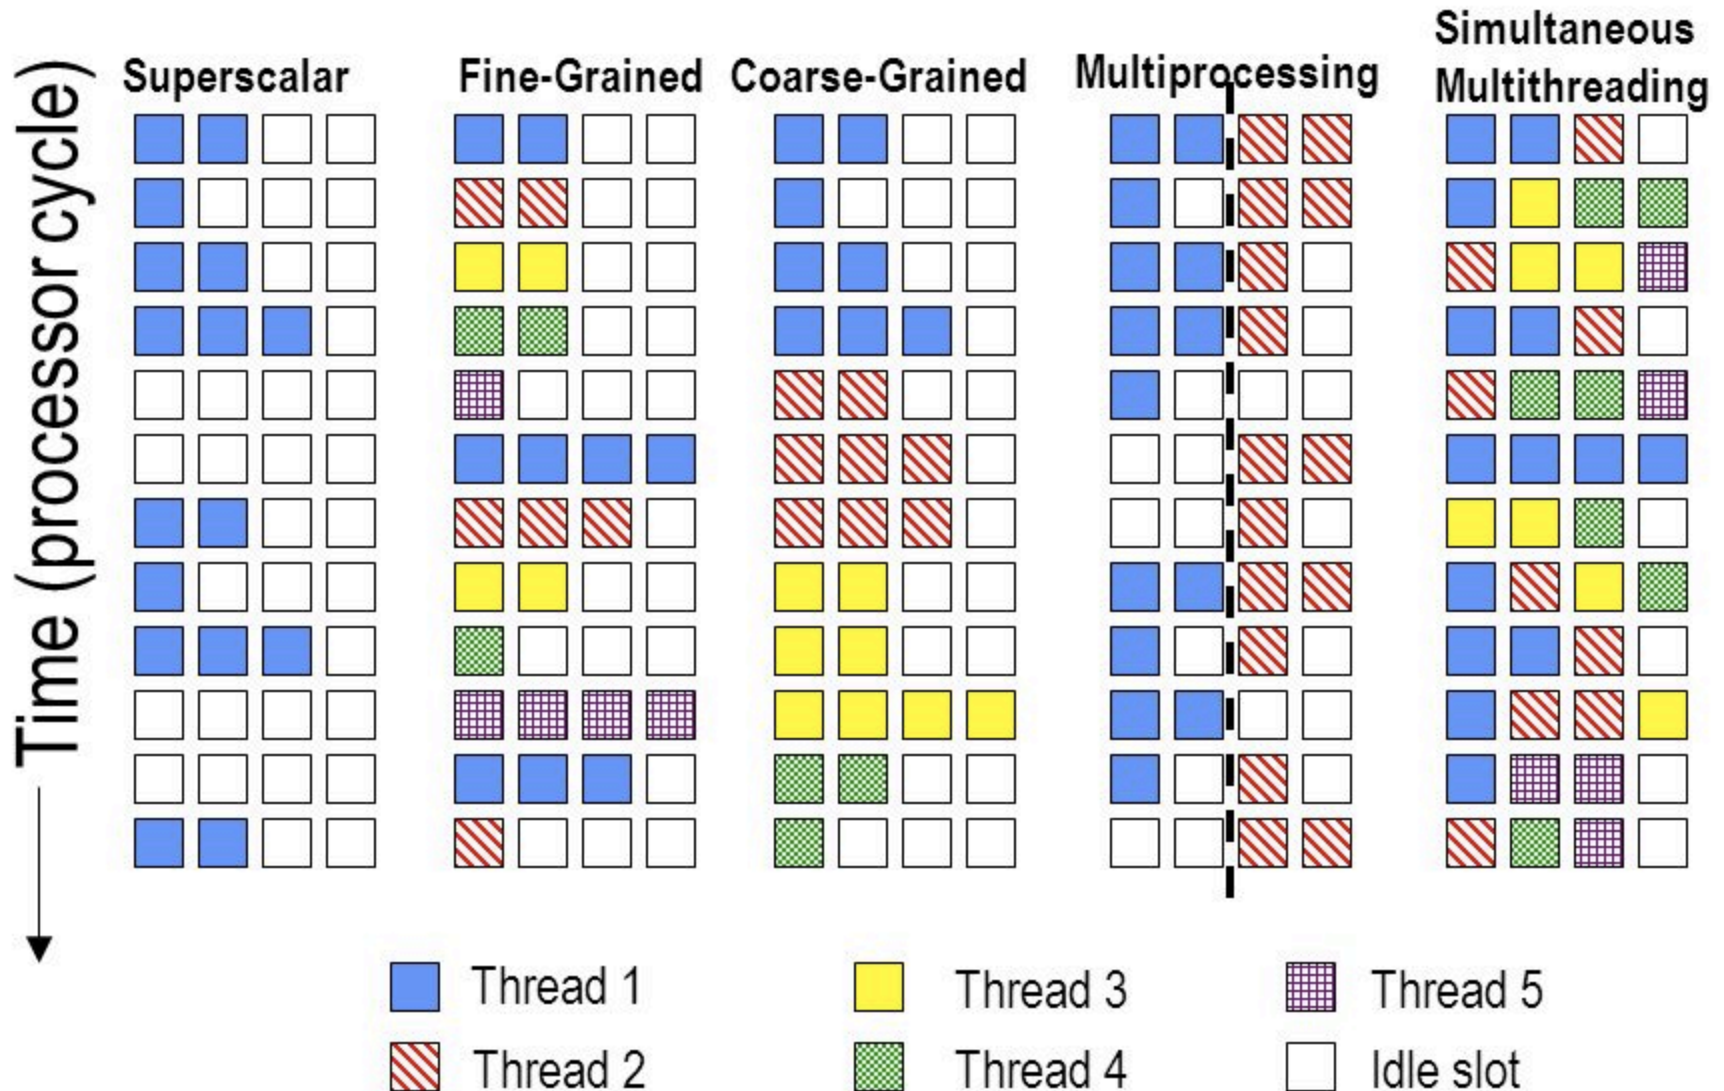 Time (processor cycle)
Superscalar
Fine-Grained
Coarse-Grained
Multiprocessing
Simultaneous
Multithreading
Thread 1
Thread 2
Thread 3
Thread 4
Thread 5
Idle slot